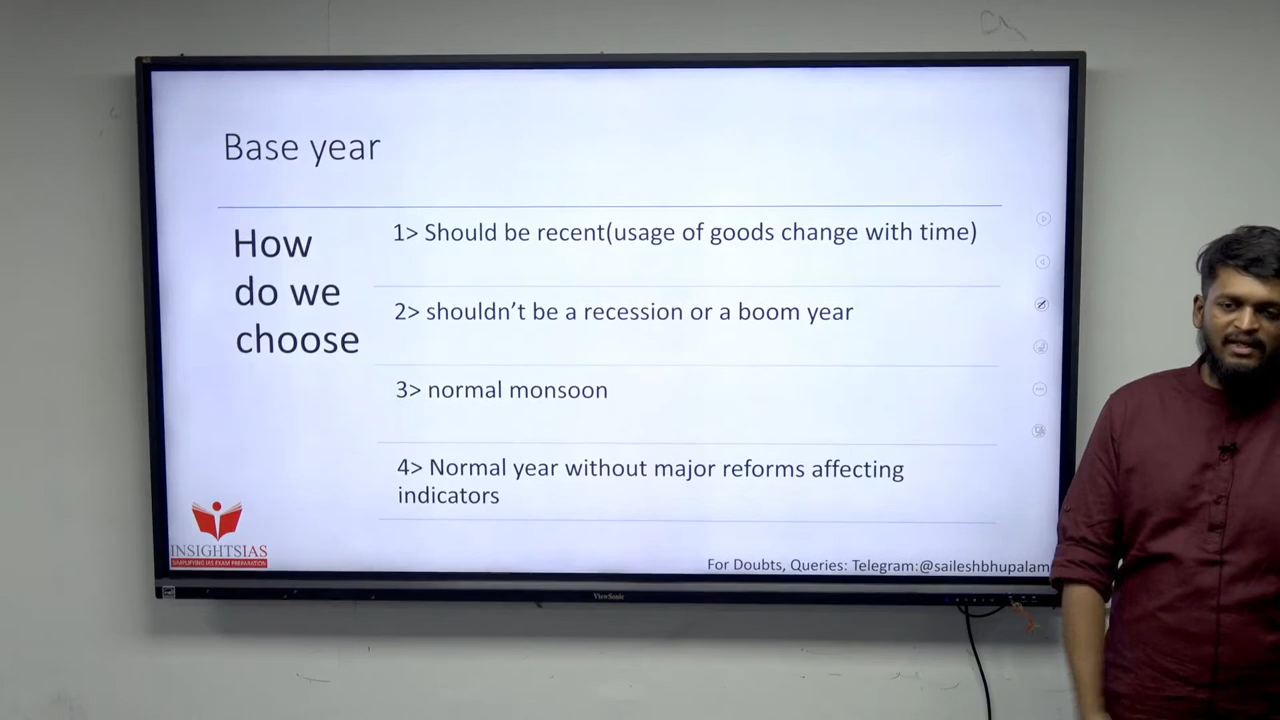 Base year
How
do we
choose
1> Should be recent(usage of goods change with time)
2> shouldn't be a recession or a boom year
3> normal monsoon
4> Normal year without major reforms affecting
indicators
INSIGHTSIAS
SIMPLIFYING IAS EXAM PREPARATION
For Doubts, Queries: Telegram:@saileshbhupalam
ViewSonic